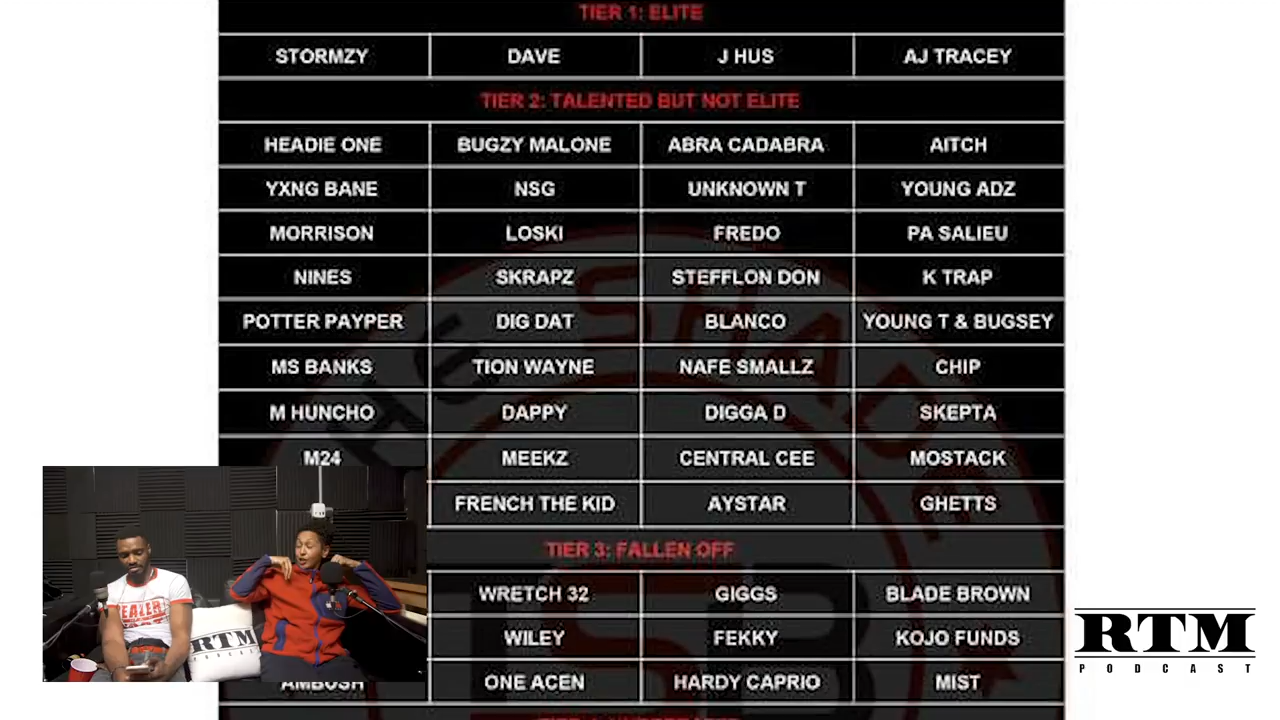 TIER 1: ELITE
STORMZY DAVE J HUS AJ TRACEY
TIER 2: TALENTED BUT NOT ELITE
HEADIE ONE BUGZY MALONE ABRA CADABRA AITCH
YXNG BANE NSG UNKNOWN T YOUNG ADZ
MORRISON LOSKI FREDO PA SALIEU
NINES SKRAPZ STEFFLON DON K TRAP
POTTER PAYPER DIG DAT BLANCO YOUNG T & BUGSEY
MS BANKS TION WAYNE NAFE SMALLZ CHIP
M HUNCHO DAPPY DIGGA D SKEPTA
M24 MEEKZ CENTRAL CEE MOSTACK
FRENCH THE KID AYSTAR GHETTS
TIER 3: FALLEN OFF
WRETCH 32 GIGGS BLADE BROWN
WILEY FEKKY KOJO FUNDS
AMBUSH ONE ACEN HARDY CAPRIO MIST
RTM
PODCAST
RTM
PODCAST